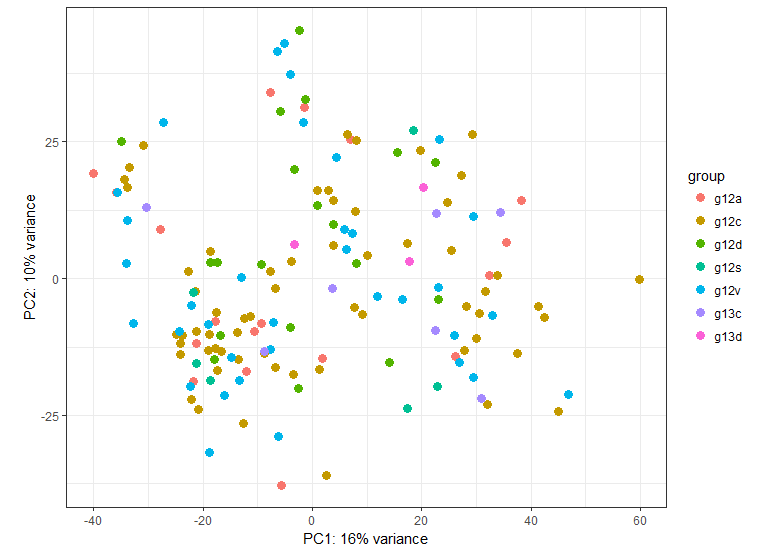 group
g12a
g12c
g12d
g12s
g12v
g13c
g13d
PC2: 10% variance
25
0
-25
-40
-20
0
20
40
60
PC1: 16% variance